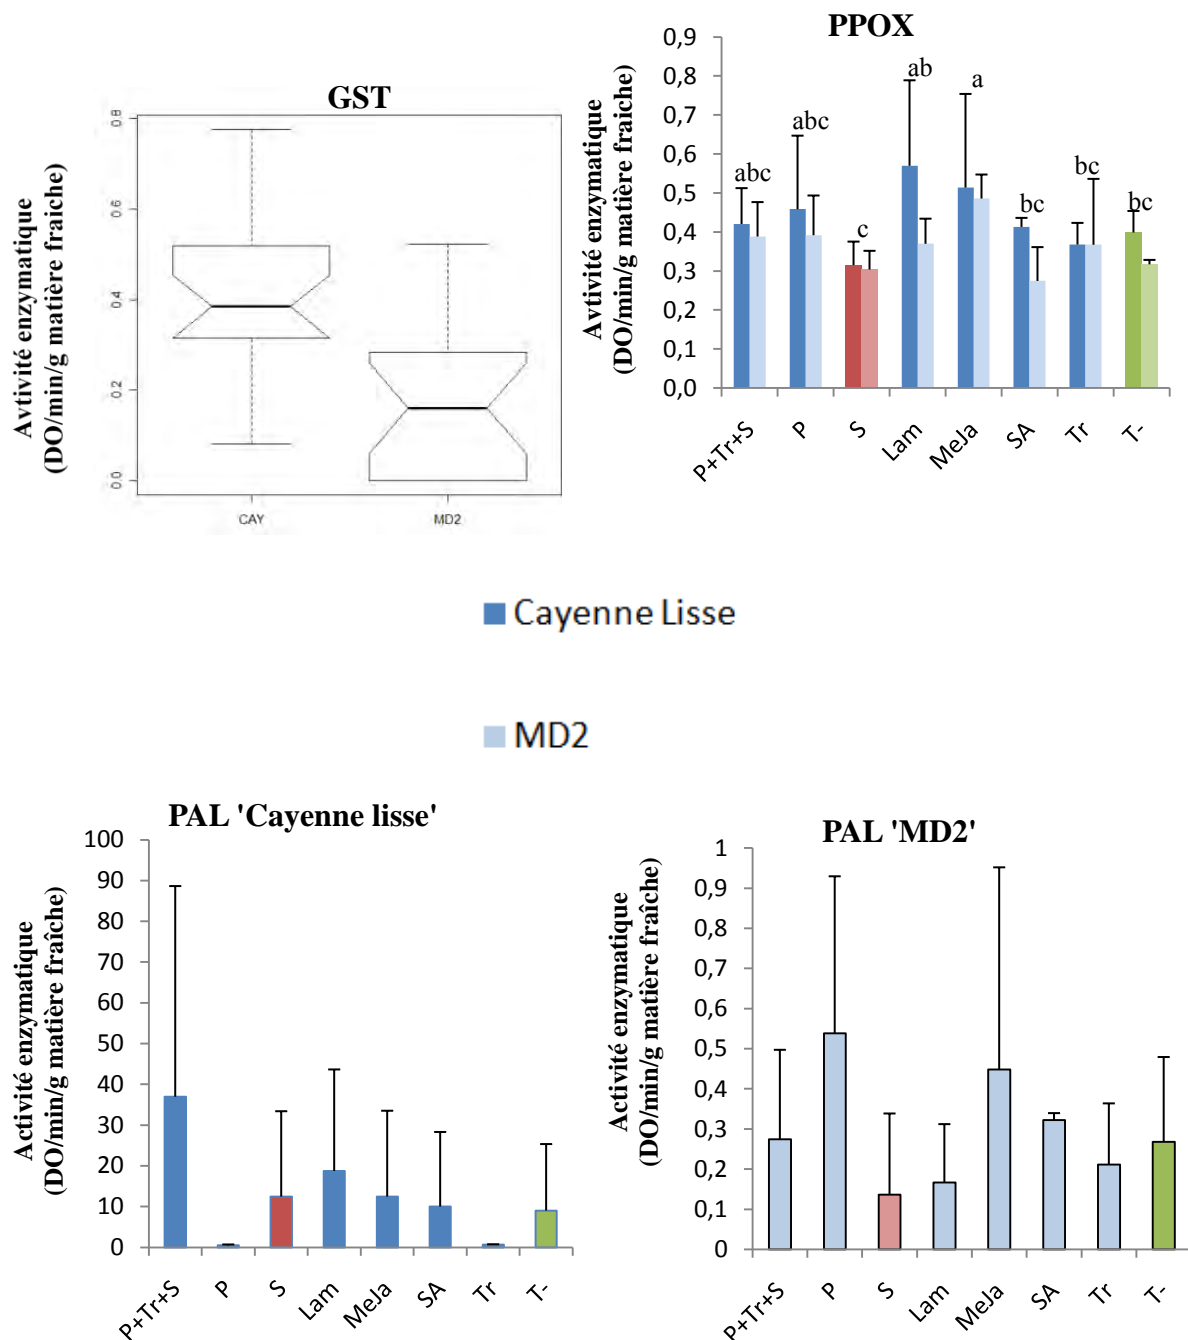 GST
Avtivité enzymatique
(DO/min/g matière fraiche)
0.8
0.6
0.4
0.2
0.0
CAY
MD2
PPOX
Avtivité enzymatique
(DO/min/g matière fraiche)
0,9
0,8
0,7
0,6
0,5
0,4
0,3
0,2
0,1
0,0
abc
abc
c
ab
a
bc
bc
bc
P+Tr+S
P
S
Lam
MeJa
SA
Tr
T-
Cayenne Lisse
MD2
PAL 'Cayenne lisse'
Activité enzymatique
(DO/min/g matière fraîche)
100
90
80
70
60
50
40
30
20
10
0
P+Tr+S
P
S
Lam
MeJa
SA
Tr
T-
PAL 'MD2'
Activité enzymatique
(DO/min/g matière fraîche)
1
0,9
0,8
0,7
0,6
0,5
0,4
0,3
0,2
0,1
0
P+Tr+S
P
S
Lam
MeJa
SA
Tr
T-